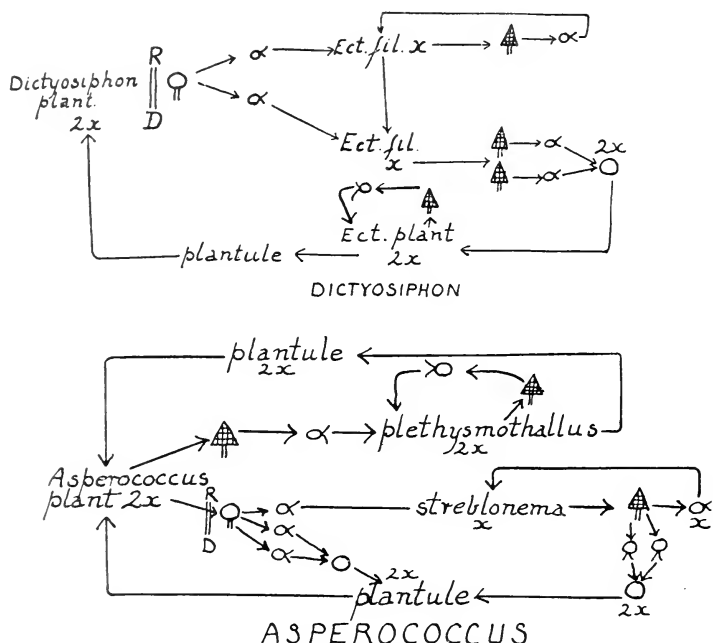 R
Dictyosiphon
plant.
2x
D
α
α
Ect. fil. x
α
Ect. fil.
x
α
α
2x
Ect. plant
2x
plantule
DICTYOSIPHON
plantule
2x
α
plethysmothallus
2x
Asperococcus
plant 2x
R
D
α
α
α
streblonema
x
α
x
2x
plantule
2x
ASPEROCOCCUS